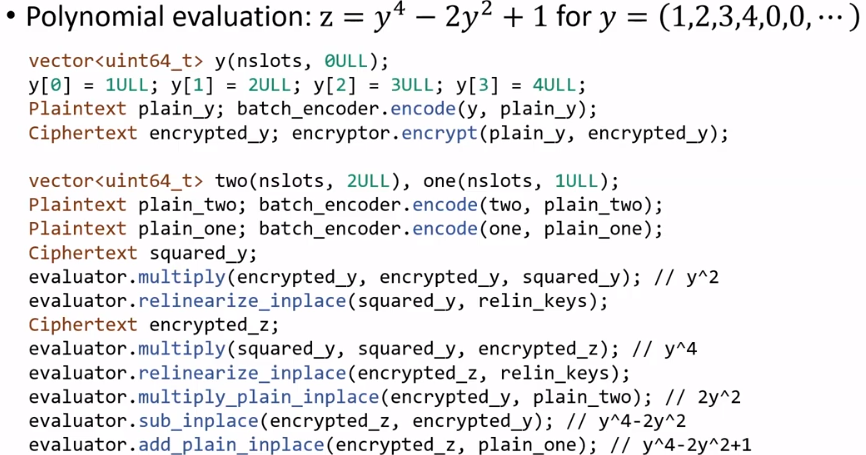 • Polynomial evaluation: z = y⁴ − 2y² + 1 for y = (1,2,3,4,0,0, ⋯ )
vector<uint64_t> y(nslots, 0ULL);
y[0] = 1ULL; y[1] = 2ULL; y[2] = 3ULL; y[3] = 4ULL;
Plaintext plain_y; batch_encoder.encode(y, plain_y);
Ciphertext encrypted_y; encryptor.encrypt(plain_y, encrypted_y);
vector<uint64_t> two(nslots, 2ULL), one(nslots, 1ULL);
Plaintext plain_two; batch_encoder.encode(two, plain_two);
Plaintext plain_one; batch_encoder.encode(one, plain_one);
Ciphertext squared_y;
evaluator.multiply(encrypted_y, encrypted_y, squared_y); // y^2
evaluator.relinearize_inplace(squared_y, relin_keys);
Ciphertext encrypted_z;
evaluator.multiply(squared_y, squared_y, encrypted_z); // y^4
evaluator.relinearize_inplace(encrypted_z, relin_keys);
evaluator.multiply_plain_inplace(encrypted_y, plain_two); // 2y^2
evaluator.sub_inplace(encrypted_z, encrypted_y); // y^4-2y^2
evaluator.add_plain_inplace(encrypted_z, plain_one); // y^4-2y^2+1